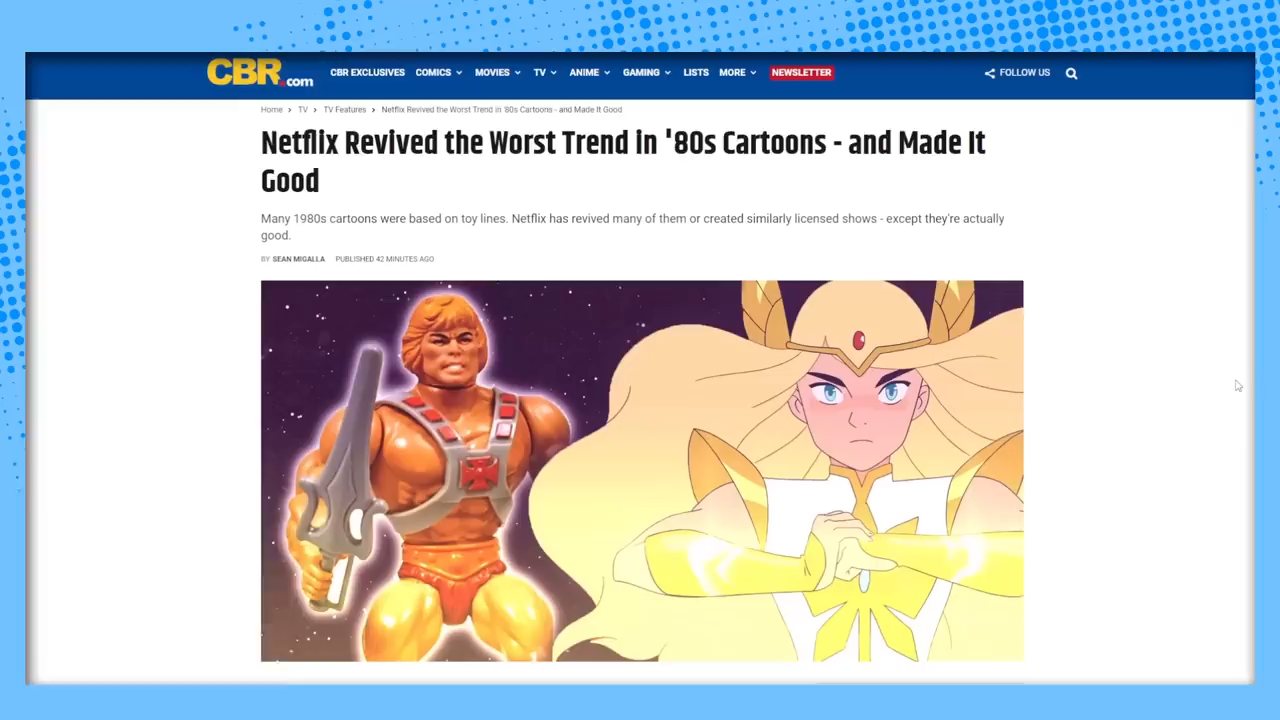 CBR.com CBR EXCLUSIVES COMICS MOVIES TV ANIME GAMING LISTS MORE NEWSLETTER FOLLOW US
Home > TV > TV Features > Netflix Revived the Worst Trend in '80s Cartoons - and Made It Good
Netflix Revived the Worst Trend in '80s Cartoons - and Made It
Good
Many 1980s cartoons were based on toy lines. Netflix has revived many of them or created similarly licensed shows - except they're actually
good.
BY SEAN MIGALLA PUBLISHED 42 MINUTES AGO